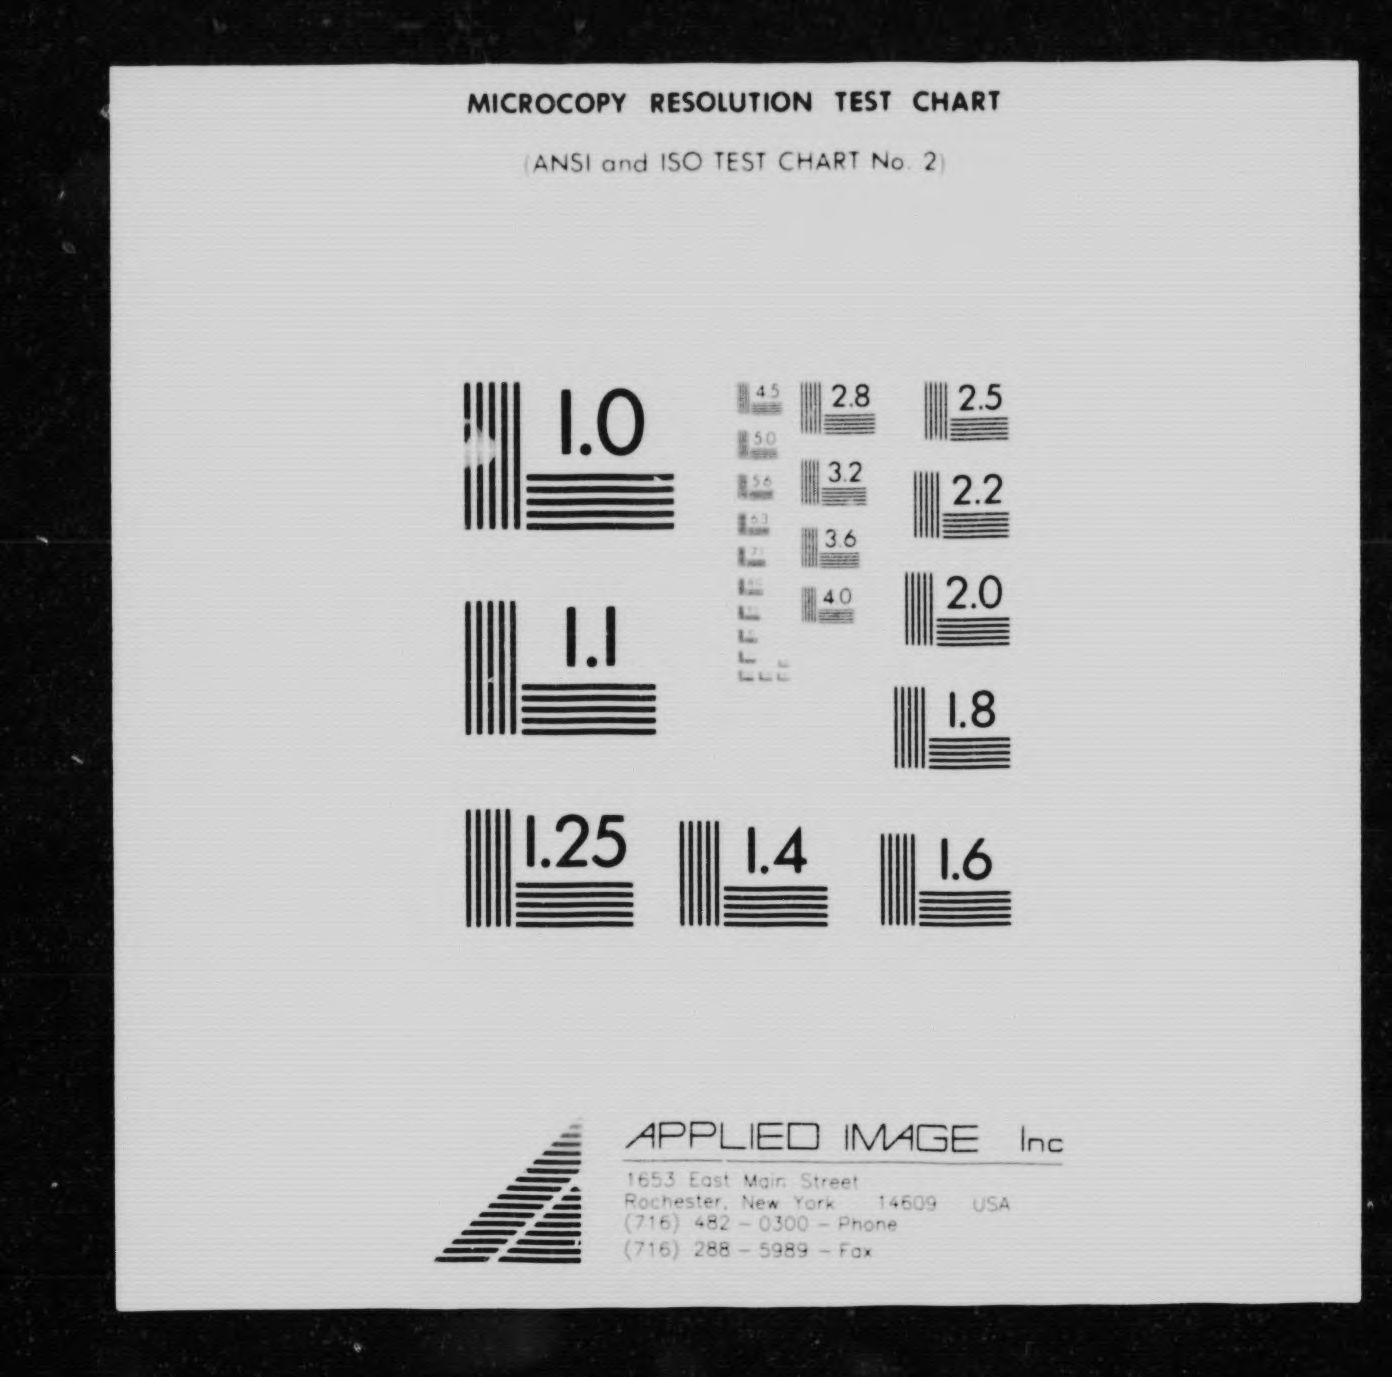 MICROCOPY RESOLUTION TEST CHART
(ANSI and ISO TEST CHART No. 2)
1.0
1.1
1.25
1.4
1.6
1.8
2.0
2.2
2.5
2.8
3.2
3.6
4.0
4.5
5.0
5.6
6.3
7.1
APPLIED IMAGE Inc
1653 East Main Street
Rochester, New York 14609 USA
(716) 482 - 0300 - Phone
(716) 288 - 5989 - Fax